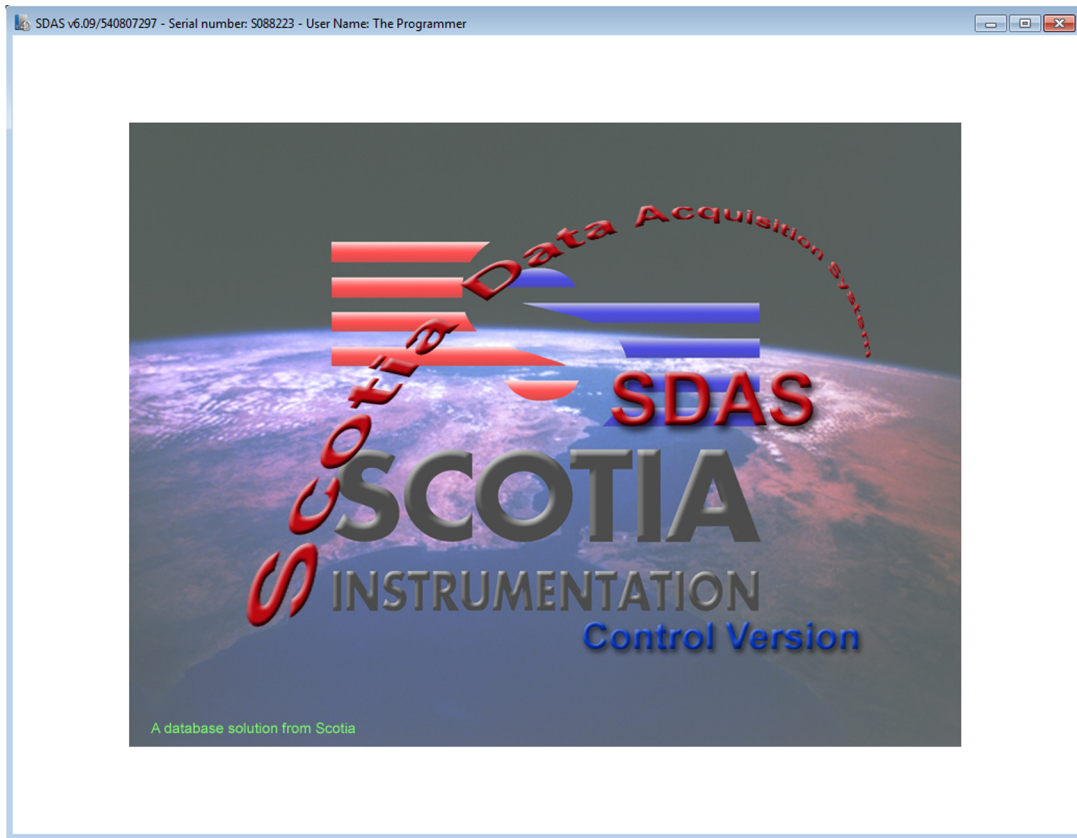 SDAS v6.09/540807297 - Serial number: S088223 - User Name: The Programmer
Scotia Data Acquisition System
SDAS
SCOTIA
INSTRUMENTATION
Control Version
A database solution from Scotia